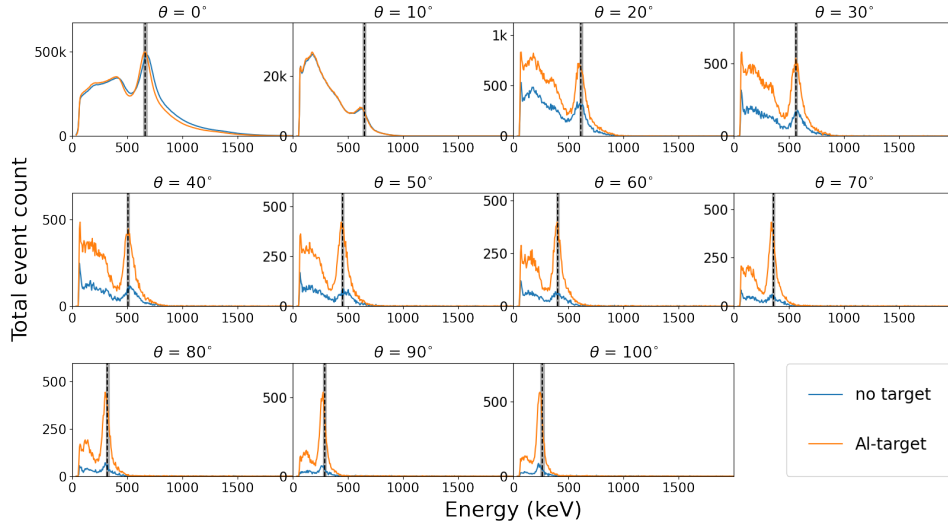 θ = 0° θ = 10° θ = 20° θ = 30°
500k 20k 1k 500 500
0 0 0 0
0 500 1000 1500 0 500 1000 1500 0 500 1000 1500 0 500 1000 1500
Total event count
θ = 40° θ = 50° θ = 60° θ = 70°
500 500 500 500
250 250 250
0 0 0 0
0 500 1000 1500 0 500 1000 1500 0 500 1000 1500 0 500 1000 1500
θ = 80° θ = 90° θ = 100°
500 500 500
0 0 0
0 500 1000 1500 0 500 1000 1500 0 500 1000 1500
Energy (keV)
no target
Al-target